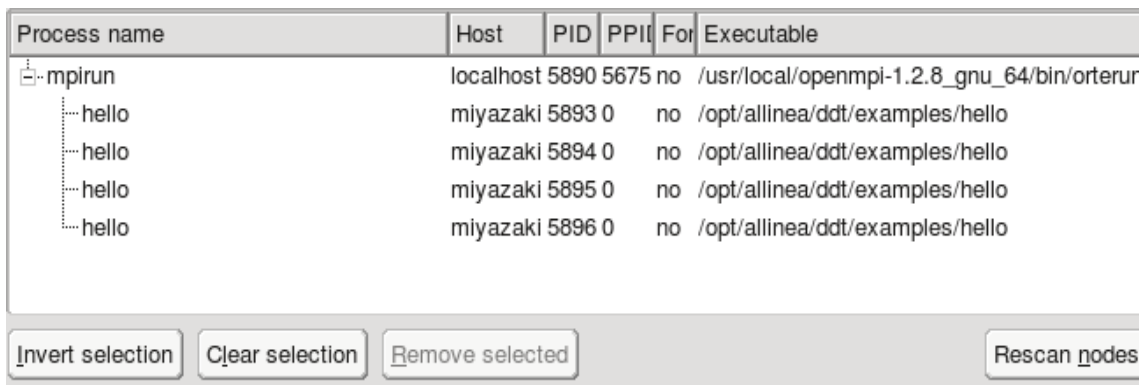 Process name Host PID PPID For Executable
mpirun localhost 5890 5675 no /usr/local/openmpi-1.2.8_gnu_64/bin/orterun
hello miyazaki 5893 0 no /opt/allinea/ddt/examples/hello
hello miyazaki 5894 0 no /opt/allinea/ddt/examples/hello
hello miyazaki 5895 0 no /opt/allinea/ddt/examples/hello
hello miyazaki 5896 0 no /opt/allinea/ddt/examples/hello
Invert selection Clear selection Remove selected Rescan nodes